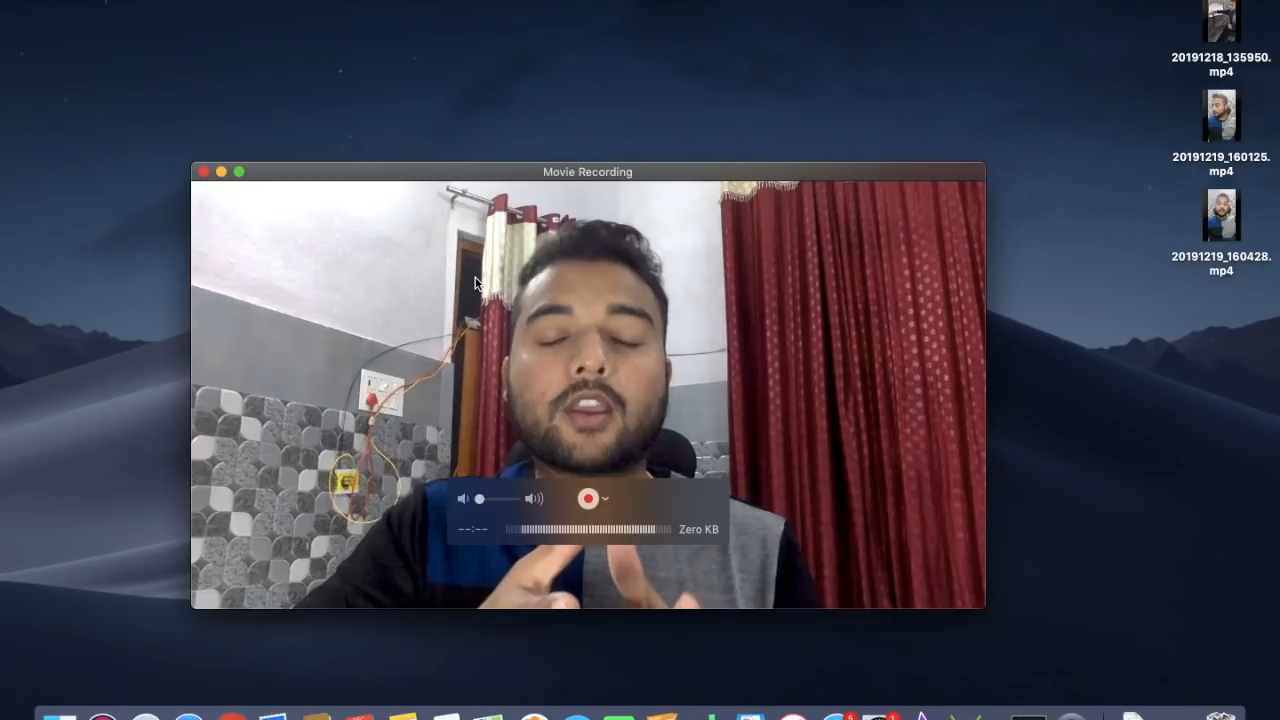 20191218_135950.
mp4
20191219_160125.
mp4
Movie Recording
20191219_160428.
mp4
--:--
Zero KB